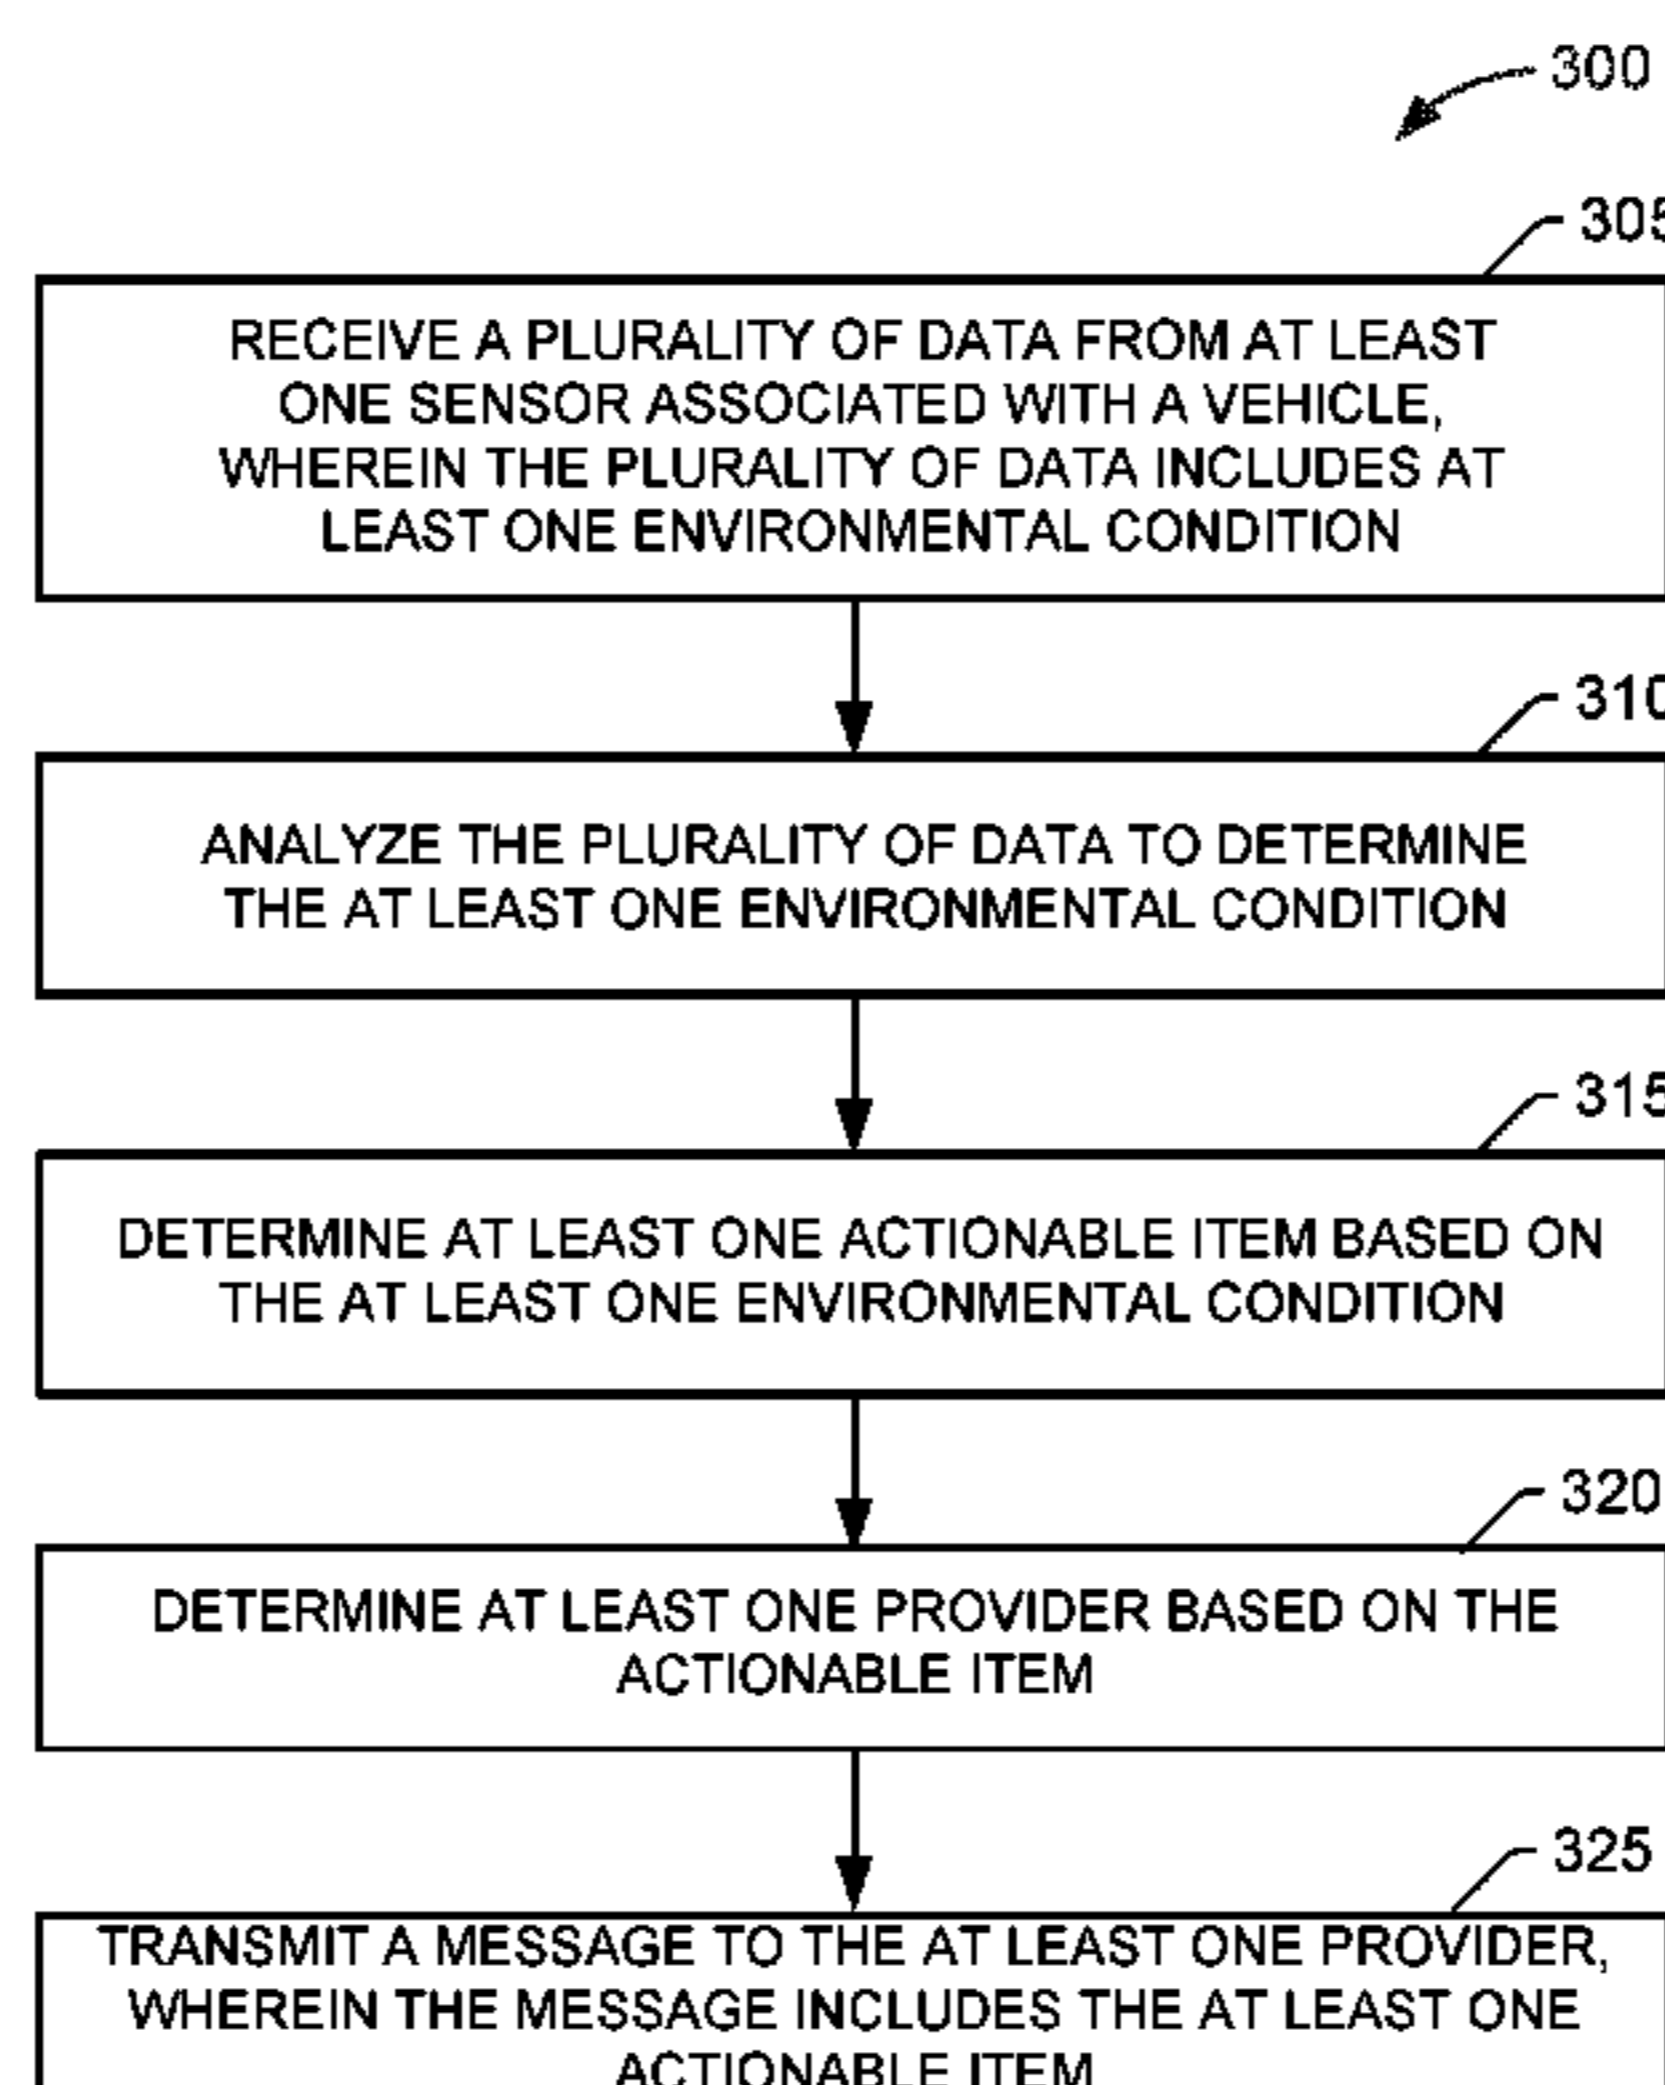 300
305
RECEIVE A PLURALITY OF DATA FROM AT LEAST
ONE SENSOR ASSOCIATED WITH A VEHICLE,
WHEREIN THE PLURALITY OF DATA INCLUDES AT
LEAST ONE ENVIRONMENTAL CONDITION
310
ANALYZE THE PLURALITY OF DATA TO DETERMINE
THE AT LEAST ONE ENVIRONMENTAL CONDITION
315
DETERMINE AT LEAST ONE ACTIONABLE ITEM BASED ON
THE AT LEAST ONE ENVIRONMENTAL CONDITION
320
DETERMINE AT LEAST ONE PROVIDER BASED ON THE
ACTIONABLE ITEM
325
TRANSMIT A MESSAGE TO THE AT LEAST ONE PROVIDER,
WHEREIN THE MESSAGE INCLUDES THE AT LEAST ONE
ACTIONABLE ITEM